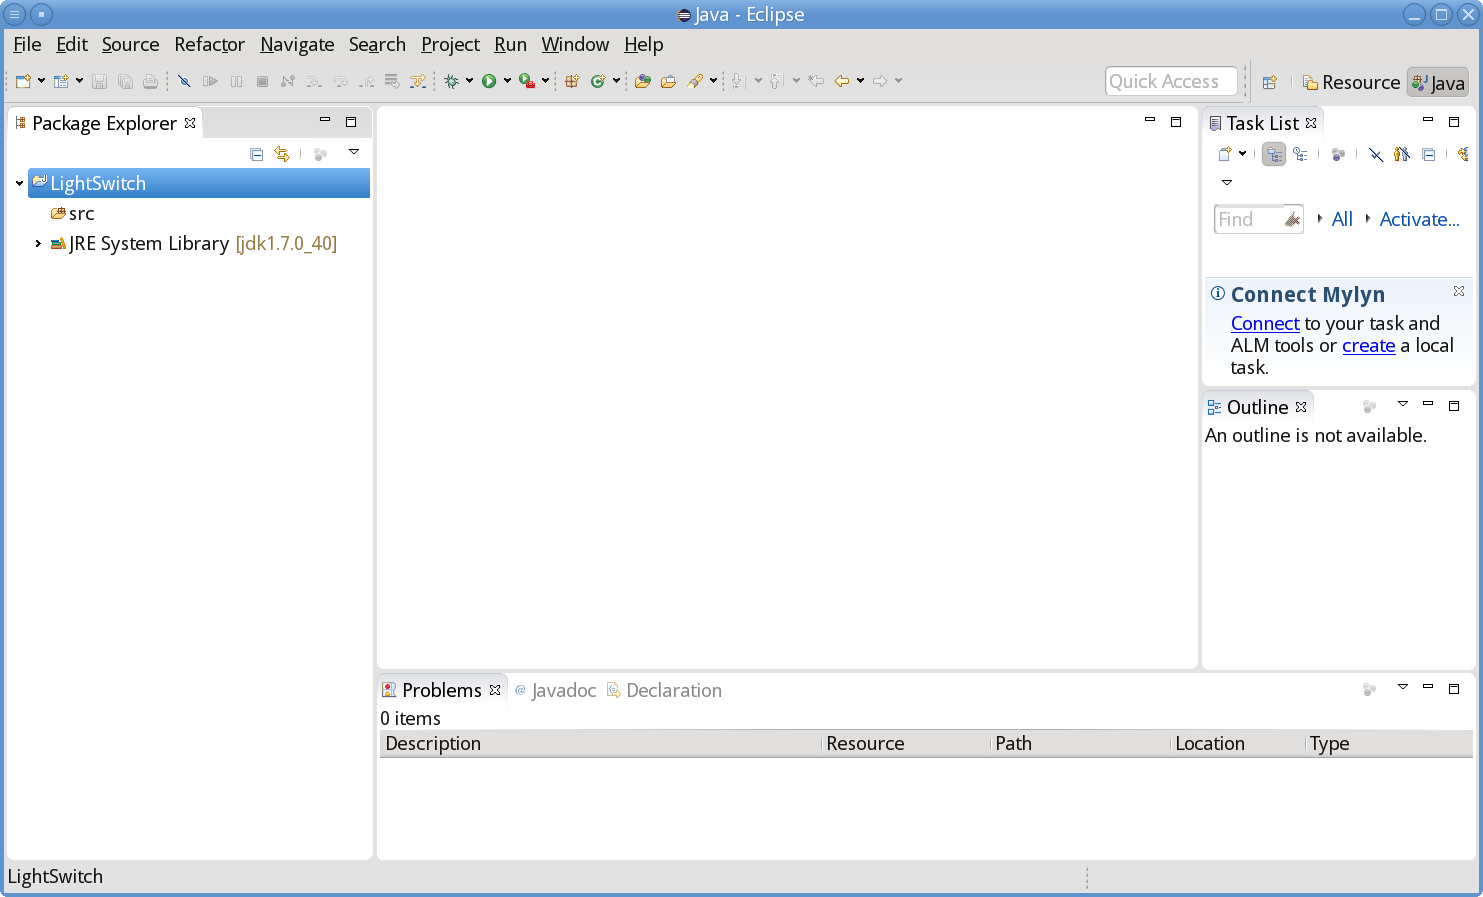 Java - Eclipse
File Edit Source Refactor Navigate Search Project Run Window Help
Quick Access
Resource
Java
Package Explorer
LightSwitch
src
JRE System Library [jdk1.7.0_40]
Task List
Find
All
Activate...
Connect Mylyn
Connect to your task and
ALM tools or create a local
task.
Outline
An outline is not available.
Problems
@ Javadoc
Declaration
0 items
Description Resource Path Location Type
LightSwitch